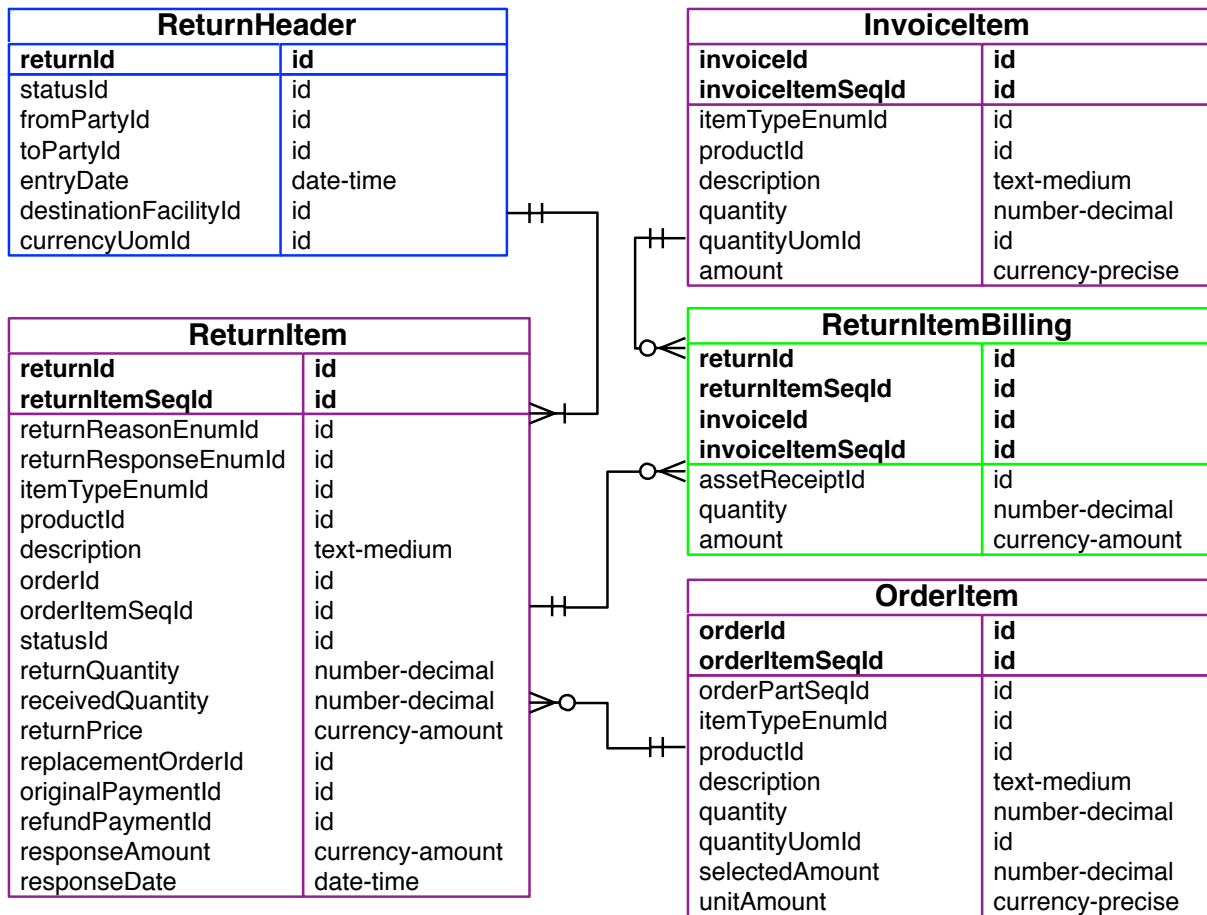 ReturnHeader
returnId id
statusId id
fromPartyId id
toPartyId id
entryDate date-time
destinationFacilityId id
currencyUomId id
ReturnItem
returnId id
returnItemSeqId id
returnReasonEnumId id
returnResponseEnumId id
itemTypeEnumId id
productId id
description text-medium
orderId id
orderItemSeqId id
statusId id
returnQuantity number-decimal
receivedQuantity number-decimal
returnPrice currency-amount
replacementOrderId id
originalPaymentId id
refundPaymentId id
responseAmount currency-amount
responseDate date-time
InvoiceItem
invoiceId id
invoiceItemSeqId id
itemTypeEnumId id
productId id
description text-medium
quantity number-decimal
quantityUomId id
amount currency-precise
ReturnItemBilling
returnId id
returnItemSeqId id
invoiceId id
invoiceItemSeqId id
assetReceiptId id
quantity number-decimal
amount currency-amount
OrderItem
orderId id
orderItemSeqId id
orderPartSeqId id
itemTypeEnumId id
productId id
description text-medium
quantity number-decimal
quantityUomId id
selectedAmount number-decimal
unitAmount currency-precise